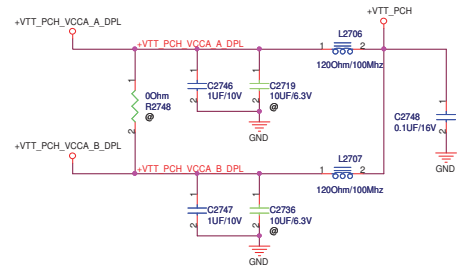 +VTT_PCH
+VTT_PCH_VCCA_A_DPL
+VTT_PCH_VCCA_A_DPL
L2706
1 2
120Ohm/100Mhz
1
0Ohm
R2748
@
2
1
C2746
1UF/10V
2
1
C2719
10UF/6.3V
@
2
GND
1
C2748
0.1UF/16V
2
GND
+VTT_PCH_VCCA_B_DPL
+VTT_PCH_VCCA_B_DPL
L2707
1 2
120Ohm/100Mhz
1
C2747
1UF/10V
2
1
C2736
10UF/6.3V
@
2
GND